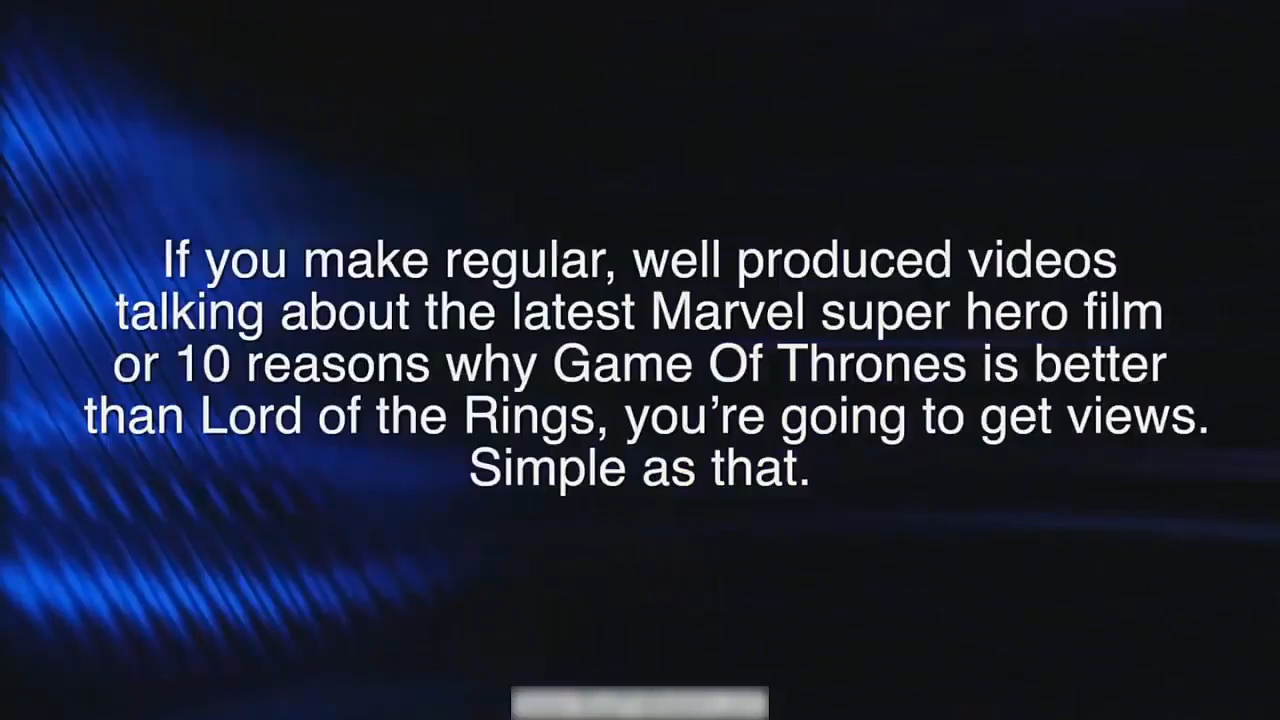 If you make regular, well produced videos
talking about the latest Marvel super hero film
or 10 reasons why Game Of Thrones is better
than Lord of the Rings, you’re going to get views.
Simple as that.